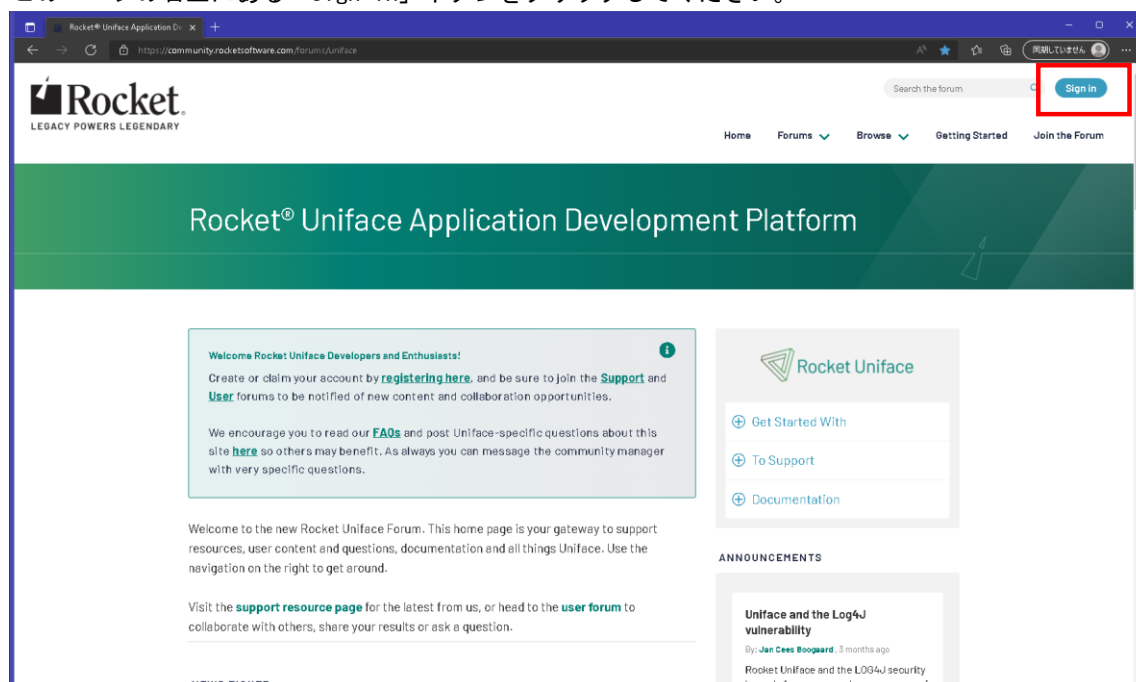 Rocket® Uniface Application De
https://community.rocketsoftware.com/forums/uniface
同期していません
Rocket.
LEGACY POWERS LEGENDARY
Search the forum
Sign in
Home Forums Browse Getting Started Join the Forum
Rocket® Uniface Application Development Platform
Welcome Rocket Uniface Developers and Enthusiasts!
Create or claim your account by registering here, and be sure to join the Support and
User forums to be notified of new content and collaboration opportunities.
We encourage you to read our FAQs and post Uniface-specific questions about this
site here so others may benefit. As always you can message the community manager
with very specific questions.
Welcome to the new Rocket Uniface Forum. This home page is your gateway to support
resources, user content and questions, documentation and all things Uniface. Use the
navigation on the right to get around.
Visit the support resource page for the latest from us, or head to the user forum to
collaborate with others, share your results or ask a question.
Rocket Uniface
Get Started With
To Support
Documentation
ANNOUNCEMENTS
Uniface and the Log4J
vulnerability
By: Jan Cees Boogaard, 3 months ago
Rocket Uniface and the LOG4J security